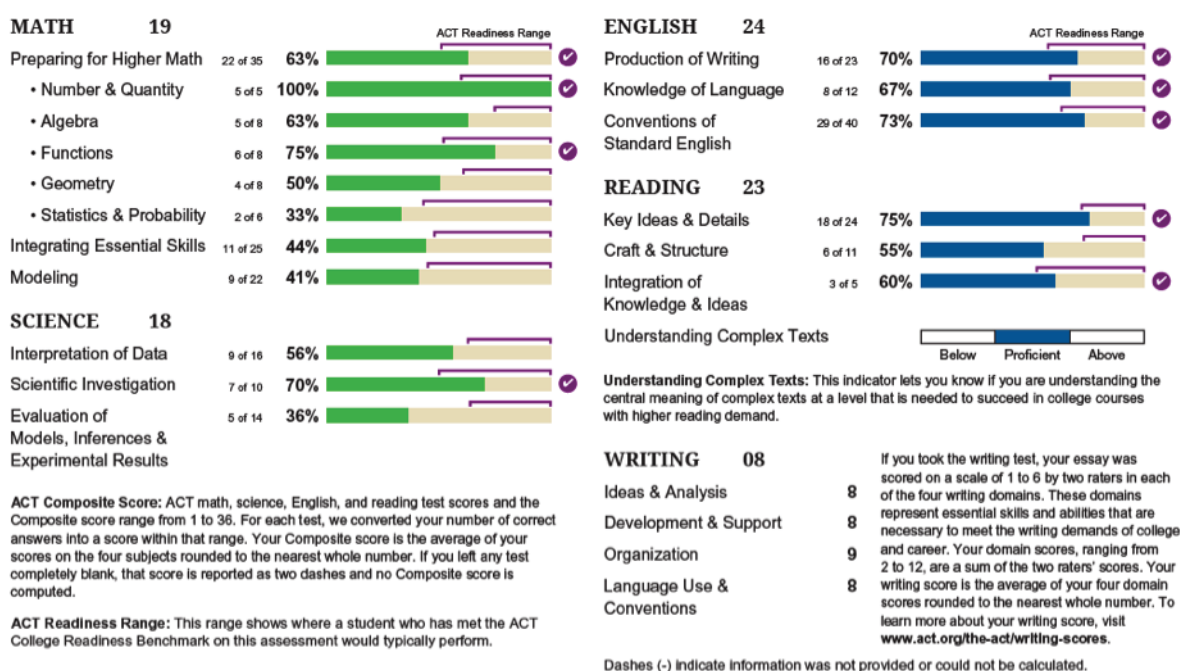 MATH 19
ACT Readiness Range
Preparing for Higher Math 22 of 35 63%
• Number & Quantity 5 of 5 100%
• Algebra 5 of 8 63%
• Functions 6 of 8 75%
• Geometry 4 of 8 50%
• Statistics & Probability 2 of 6 33%
Integrating Essential Skills 11 of 25 44%
Modeling 9 of 22 41%
SCIENCE 18
Interpretation of Data 9 of 16 56%
Scientific Investigation 7 of 10 70%
Evaluation of 5 of 14 36%
Models, Inferences &
Experimental Results
ACT Composite Score: ACT math, science, English, and reading test scores and the
Composite score range from 1 to 36. For each test, we converted your number of correct
answers into a score within that range. Your Composite score is the average of your
scores on the four subjects rounded to the nearest whole number. If you left any test
completely blank, that score is reported as two dashes and no Composite score is
computed.
ACT Readiness Range: This range shows where a student who has met the ACT
College Readiness Benchmark on this assessment would typically perform.
ENGLISH 24
ACT Readiness Range
Production of Writing 16 of 23 70%
Knowledge of Language 8 of 12 67%
Conventions of 29 of 40 73%
Standard English
READING 23
Key Ideas & Details 18 of 24 75%
Craft & Structure 6 of 11 55%
Integration of 3 of 5 60%
Knowledge & Ideas
Understanding Complex Texts
Below Proficient Above
Understanding Complex Texts: This indicator lets you know if you are understanding the
central meaning of complex texts at a level that is needed to succeed in college courses
with higher reading demand.
WRITING 08
Ideas & Analysis 8
Development & Support 8
Organization 9
Language Use & 8
Conventions
If you took the writing test, your essay was
scored on a scale of 1 to 6 by two raters in each
of the four writing domains. These domains
represent essential skills and abilities that are
necessary to meet the writing demands of college
and career. Your domain scores, ranging from
2 to 12, are a sum of the two raters' scores. Your
writing score is the average of your four domain
scores rounded to the nearest whole number. To
learn more about your writing score, visit
www.act.org/the-act/writing-scores.
Dashes (-) indicate information was not provided or could not be calculated.